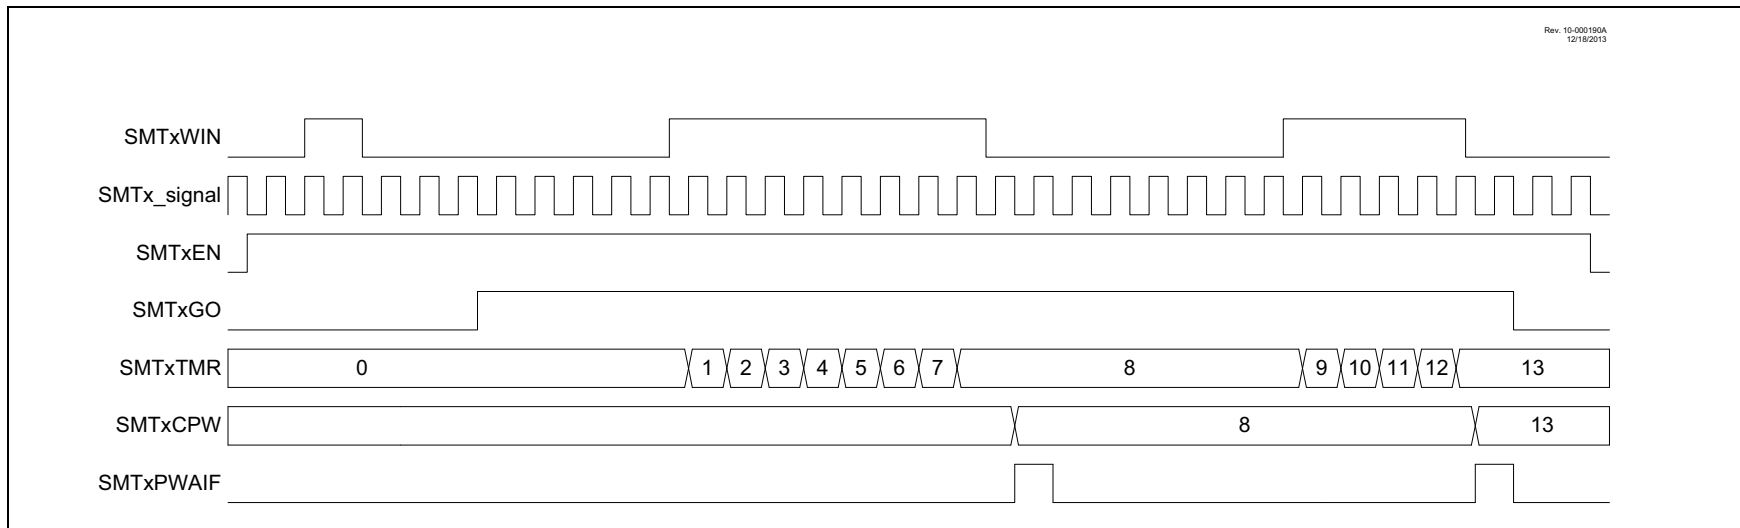 Rev. 10-000190A
12/18/2013
SMTxWIN
SMTx_signal
SMTxEN
SMTxGO
SMTxTMR 0 1 2 3 4 5 6 7 8 9 10 11 12 13
SMTxCPW 8 13
SMTxPWAIF